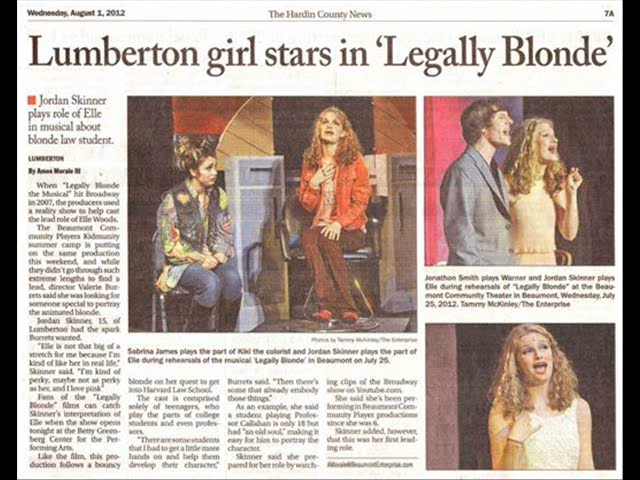 Wednesday, August 1, 2012
The Hardin County News
7A
Lumberton girl stars in ‘Legally Blonde’
Jordan Skinner
plays role of Elle
in musical about
blonde law student.
LUMBERTON
By Amos Morale III
When “Legally Blonde
the Musical” hit Broadway
in 2007, the producers used
a reality show to help cast
the lead role of Elle Woods.
The Beaumont Com-
munity Players Kidmunity
summer camp is putting
on the same production
this weekend, and while
they didn’t go through such
extreme lengths to find a
lead, director Valerie Bur-
rets said she was looking for
someone special to portray
the animated blonde.
Jordan Skinner, 15, of
Lumberton had the spark
Burrets wanted.
“Elle is not that big of a
stretch for me because I’m
kind of like her in real life,”
Skinner said. “I’m kind of
perky, maybe not as perky
as her, and I love pink”
Fans of the “Legally
Blonde” films can catch
Skinner’s interpretation of
Elle when the show opens
tonight at the Betty Green-
berg Center for the Per-
forming Arts.
Like the film, this pro-
duction follows a bouncy
Photos by Tammy McKinley/The Enterprise
Sabrina James plays the part of Kiki the colorist and Jordan Skinner plays the part of
Elle during rehearsals of the musical ‘Legally Blonde’ in Beaumont on July 25.
blonde on her quest to get
into Harvard Law School.
The cast is comprised
solely of teenagers, who
play the parts of college
students and even profes-
sors.
“There are some students
that I had to get a little more
hands on and help them
develop their character,”
Burrets said. “Then there’s
some that already embody
those things.”
As an example, she said
a student playing Profes-
sor Callahan is only 18 but
had “an old soul,” making it
easy for him to portray the
character.
Skinner said she pre-
pared for her role by watch-
ing clips of the Broadway
show on Youtube.com.
She said she’s been per-
forming in Beaumont Com-
munity Player productions
since she was 6.
Skinner added, however,
that this was her first lead-
ing role.
AMorale@BeaumontEnterprise.com
Jonathon Smith plays Warner and Jordan Skinner plays
Elle during rehearsals of “Legally Blonde” at the Beau-
mont Community Theater in Beaumont, Wednesday, July
25, 2012. Tammy McKinley/The Enterprise